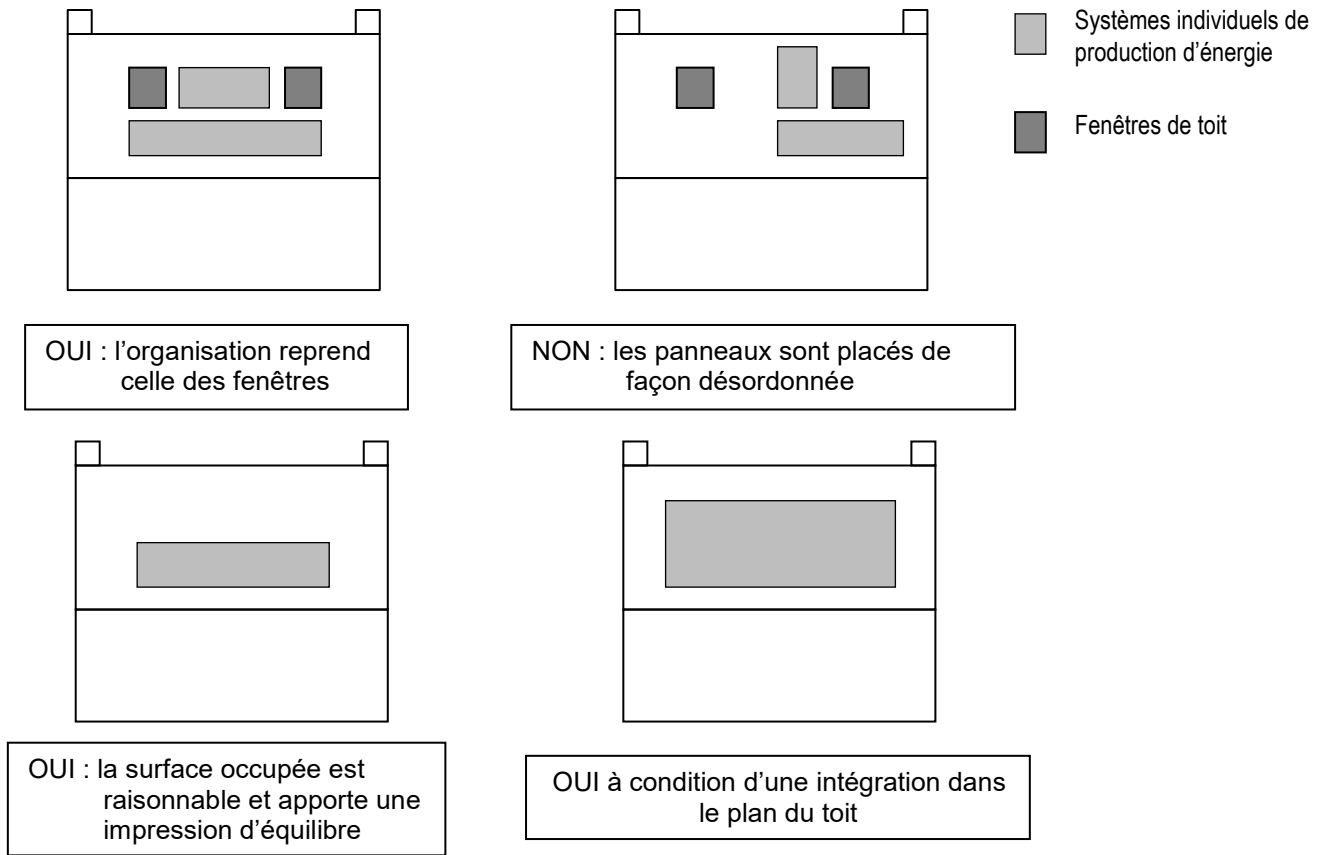 Systèmes individuels de
production d’énergie
Fenêtres de toit
OUI : l’organisation reprend
celle des fenêtres
NON : les panneaux sont placés de
façon désordonnée
OUI : la surface occupée est
raisonnable et apporte une
impression d’équilibre
OUI à condition d’une intégration dans
le plan du toit